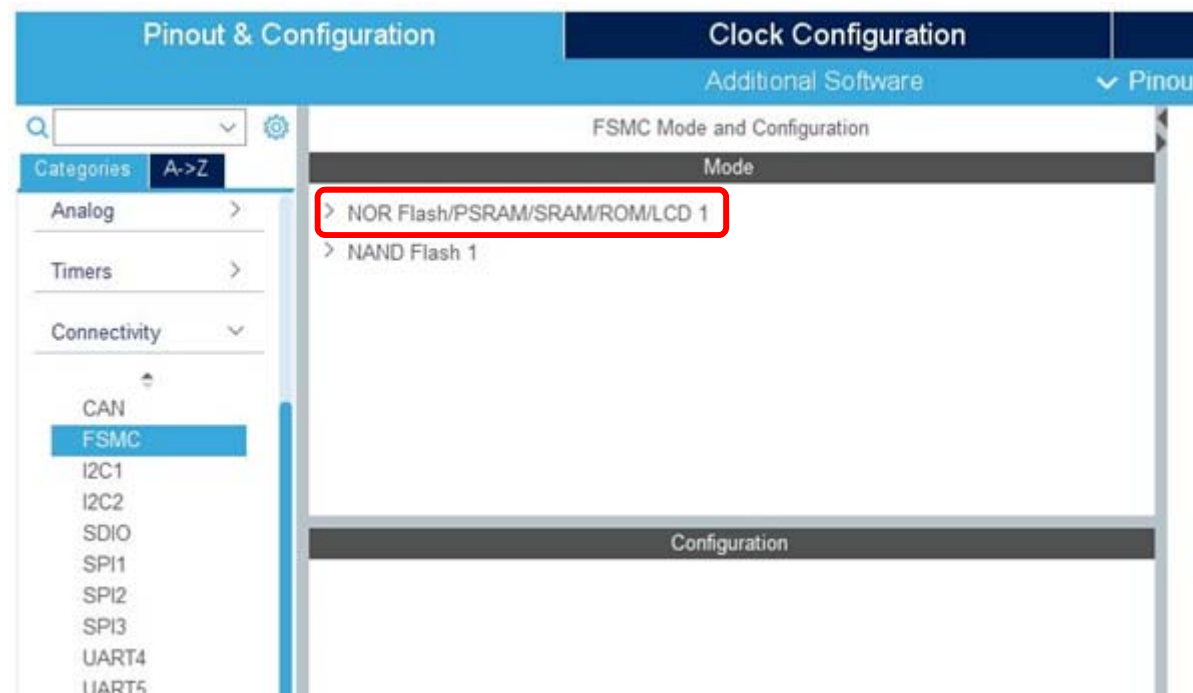 Pinout & Configuration
Clock Configuration
Additional Software
Pinou
FSMC Mode and Configuration
Categories
A->Z
Mode
Analog
NOR Flash/PSRAM/SRAM/ROM/LCD 1
NAND Flash 1
Timers
Connectivity
CAN
FSMC
I2C1
I2C2
SDIO
Configuration
SPI1
SPI2
SPI3
UART4
UART5